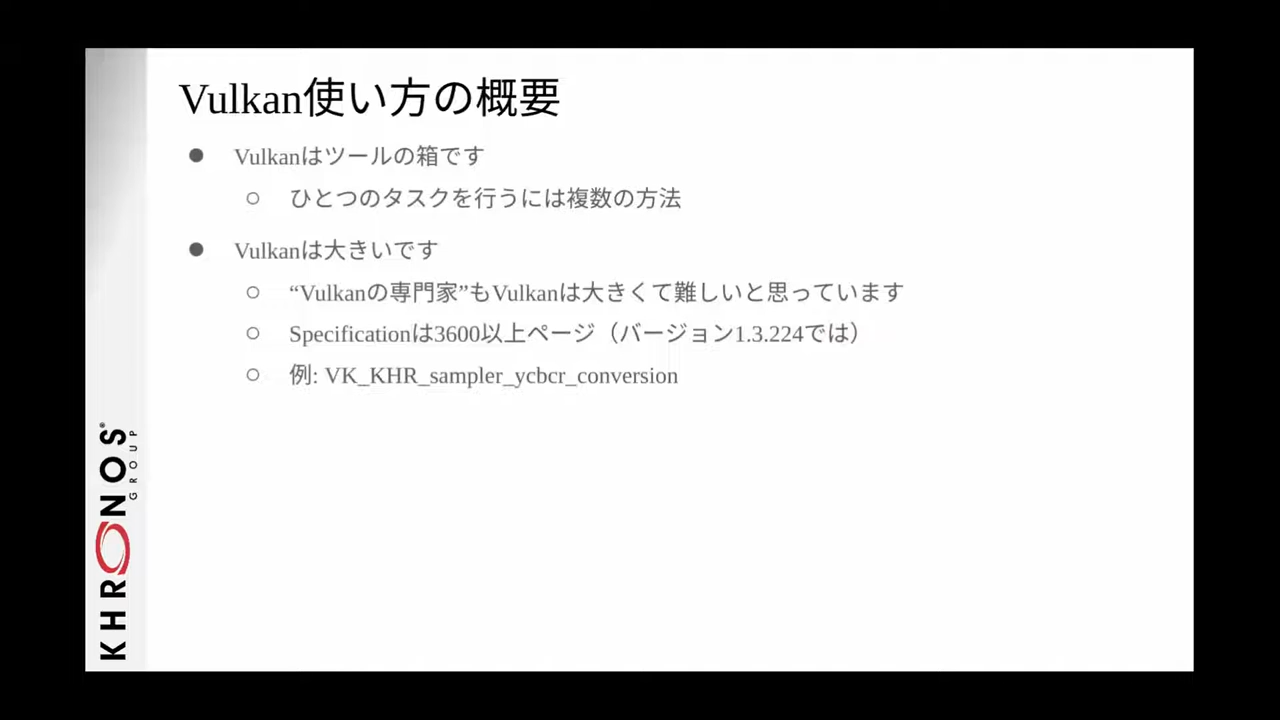 Vulkan使い方の概要
● Vulkanはツールの箱です
○ ひとつのタスクを行うには複数の方法
● Vulkanは大きいです
○ “Vulkanの専門家”もVulkanは大きくて難しいと思っています
○ Specificationは3600以上ページ（バージョン1.3.224では）
○ 例: VK_KHR_sampler_ycbcr_conversion
KHRONOS
GROUP